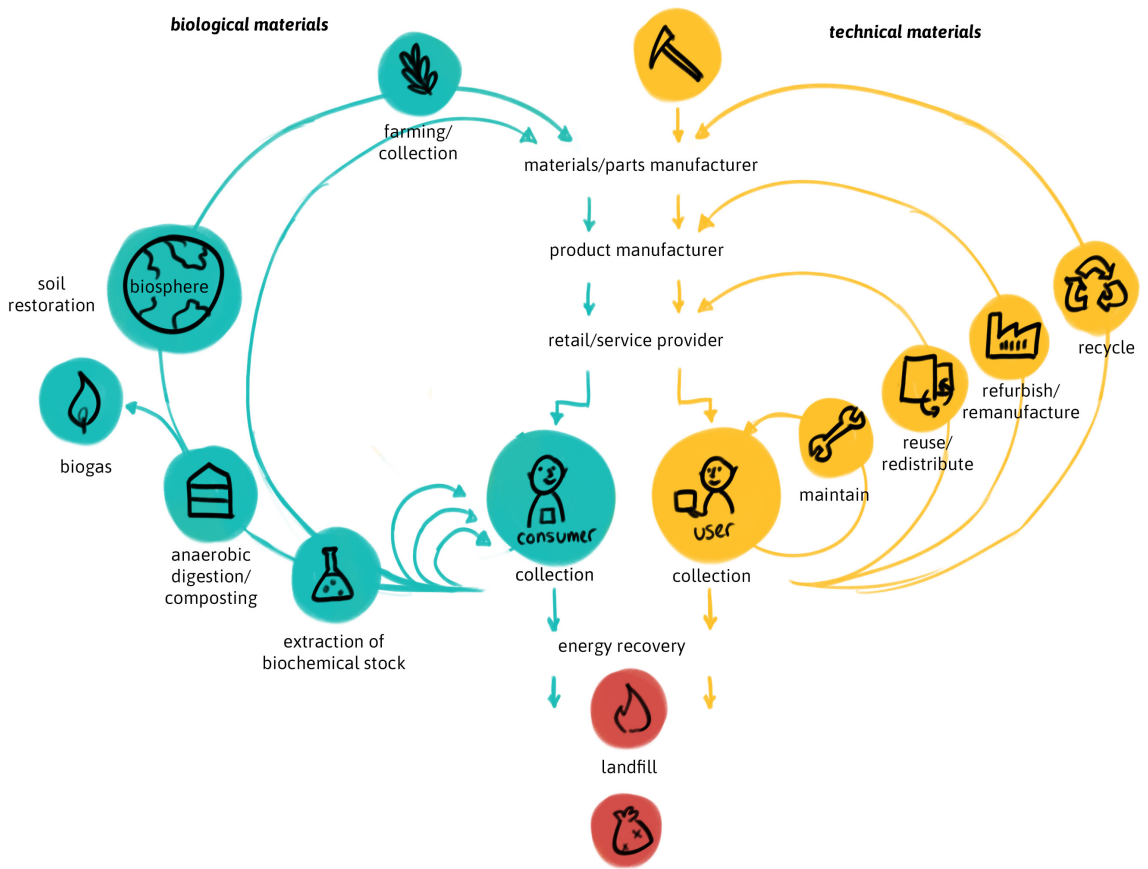 biological materials
technical materials
farming/
collection
materials/parts manufacturer
product manufacturer
retail/service provider
soil
restoration
biosphere
biogas
anaerobic
digestion/
composting
extraction of
biochemical stock
consumer
collection
user
collection
maintain
reuse/
redistribute
refurbish/
remanufacture
recycle
energy recovery
landfill